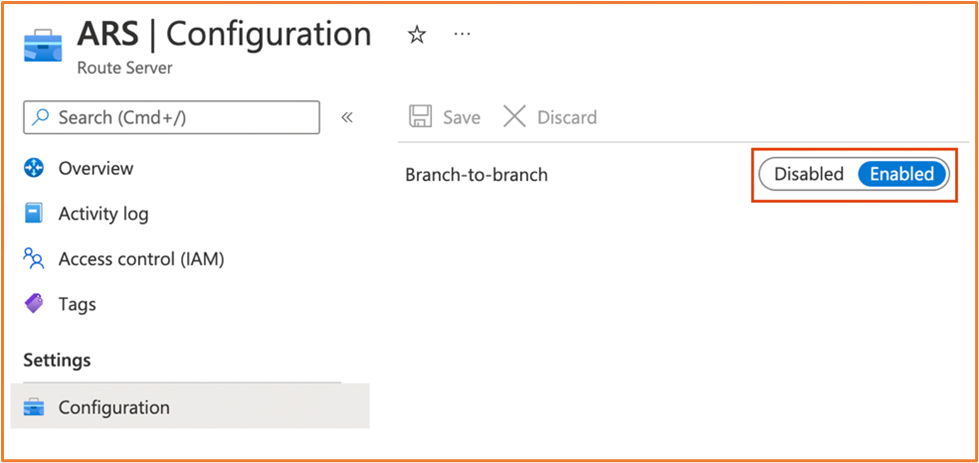 ARS | Configuration
Route Server
Search (Cmd+/)
Save
Discard
Overview
Activity log
Access control (IAM)
Tags
Settings
Configuration
Branch-to-branch
Disabled
Enabled